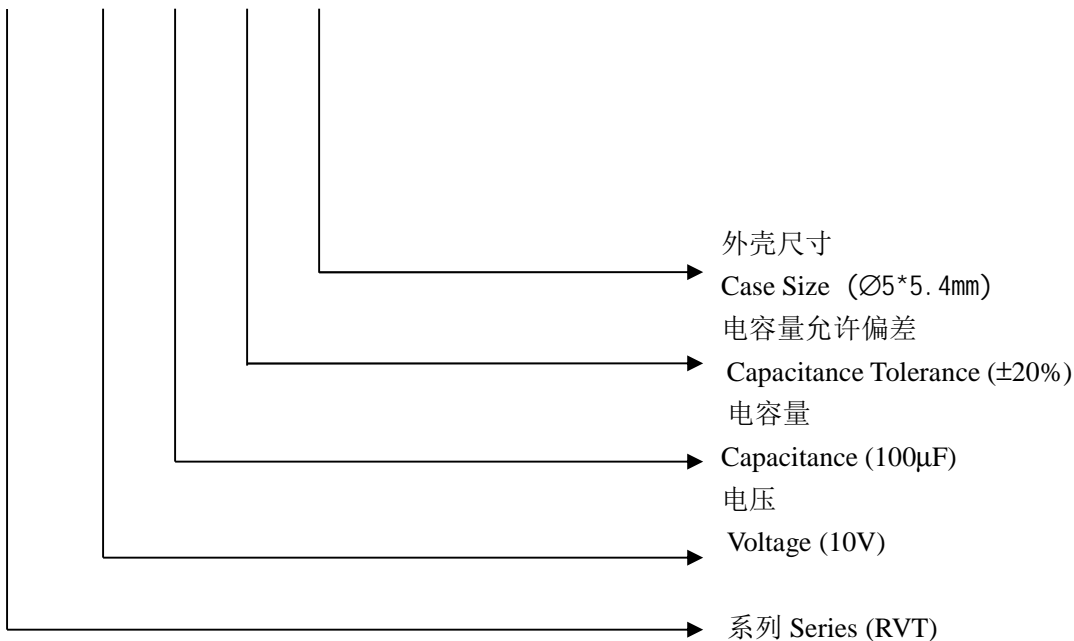 外壳尺寸
Case Size（∅5*5.4mm）
电容量允许偏差
Capacitance Tolerance (±20%)
电容量
Capacitance (100μF)
电压
Voltage (10V)
系列 Series (RVT)